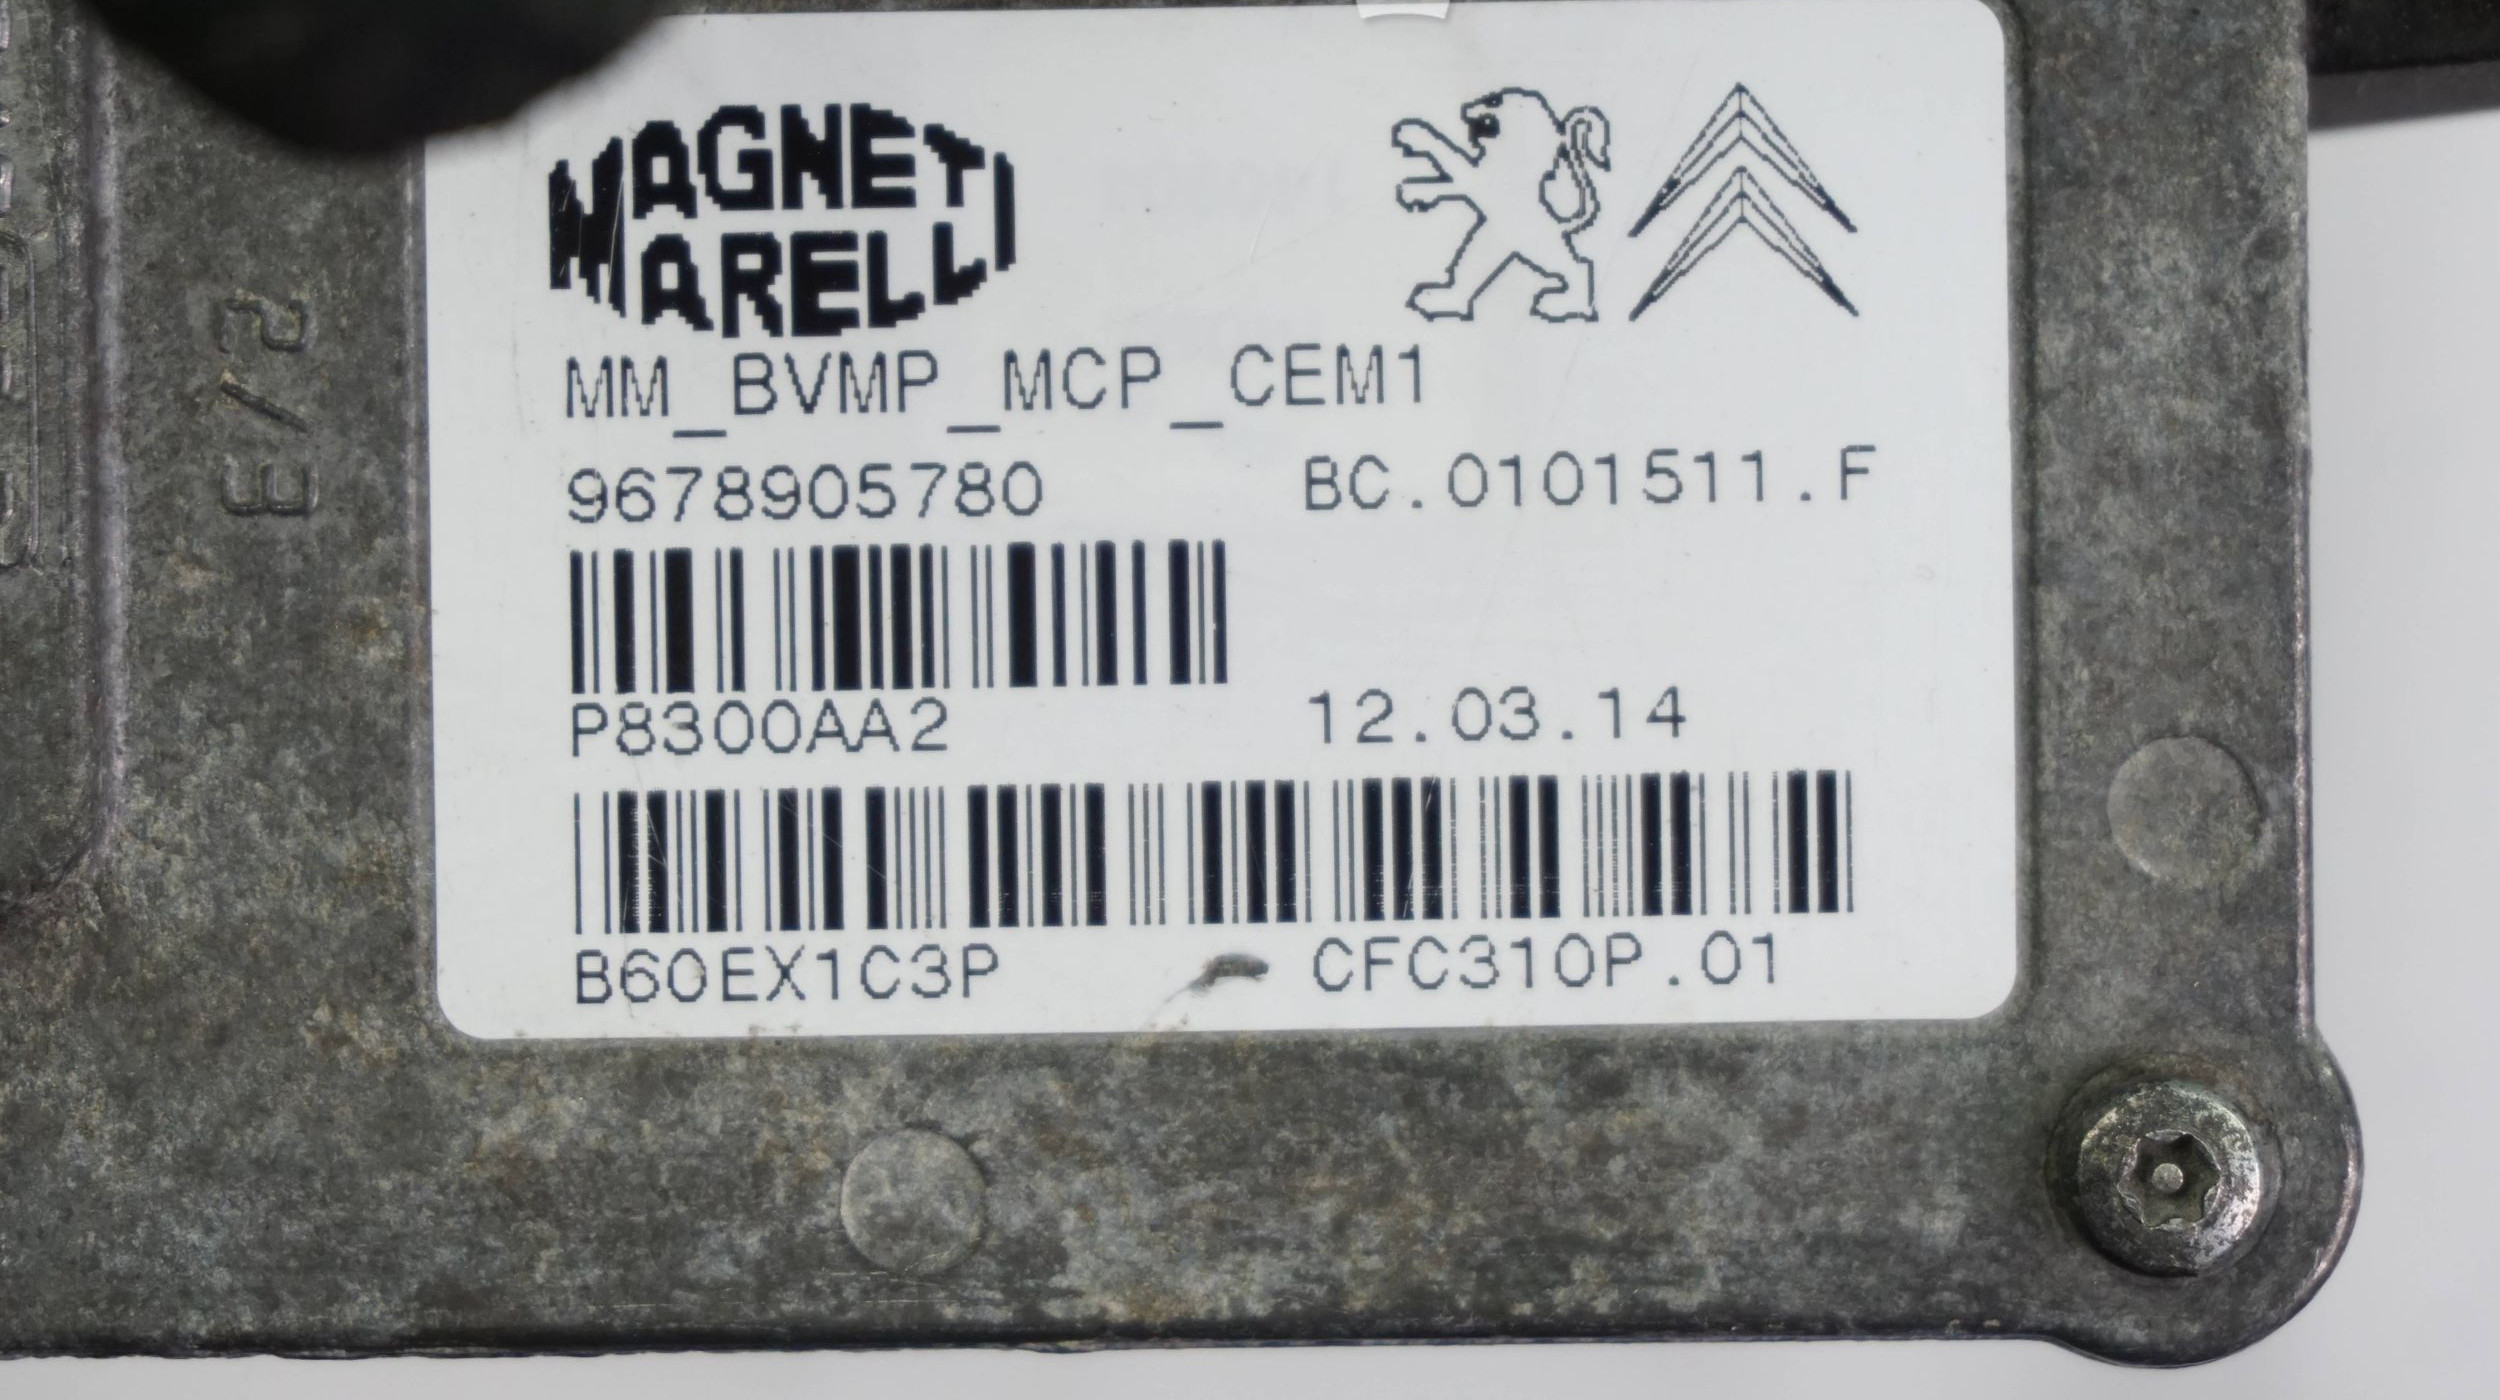 MAGNETI
MARELLI
MM_BVMP_MCP_CEM1
9678905780 BC.0101511.F
P8300AA2 12.03.14
B60EX1C3P CFC310P.01
2/3